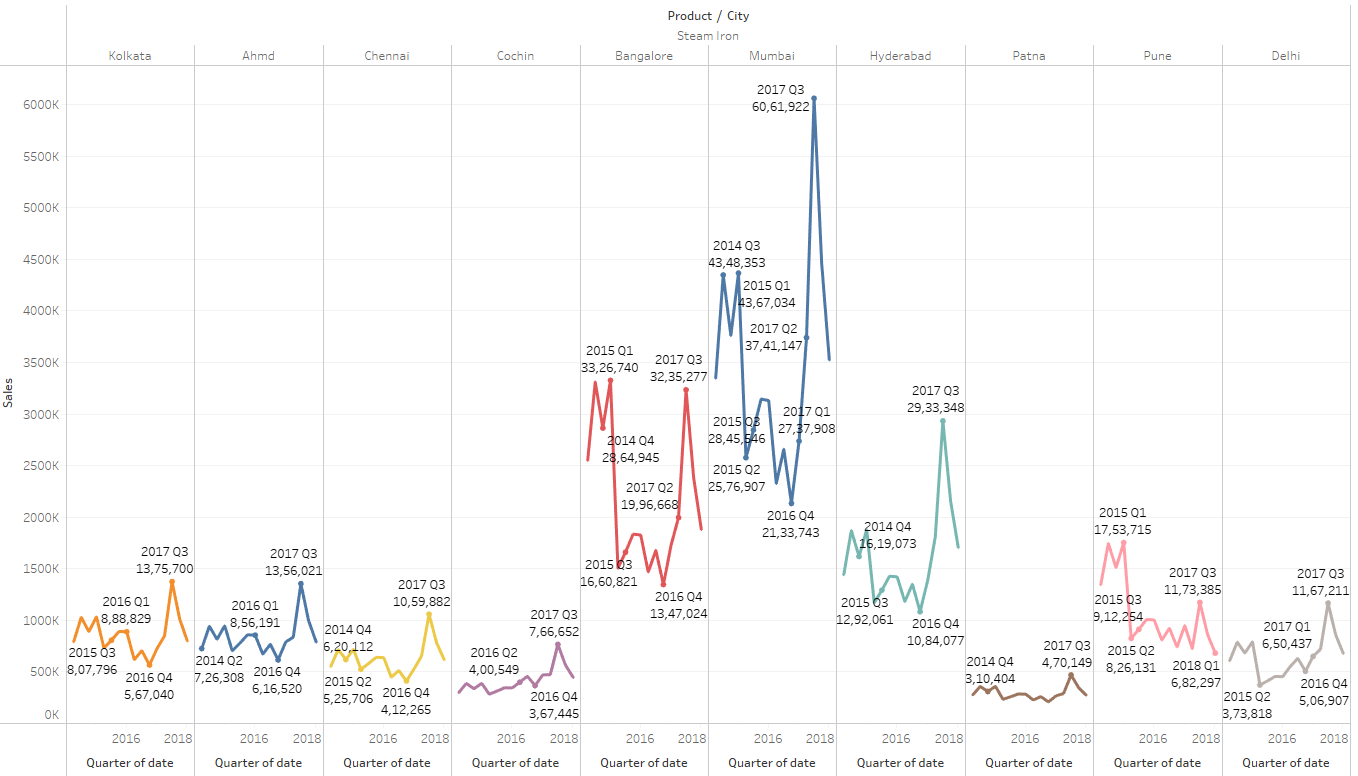 Product / City
Steam Iron
Kolkata Ahmd Chennai Cochin Bangalore Mumbai Hyderabad Patna Pune Delhi
Sales
6000K
5500K
5000K
4500K
4000K
3500K
3000K
2500K
2000K
1500K
1000K
500K
0K
2017 Q3
13,75,700
2016 Q1
8,88,829
2015 Q3
8,07,796
2016 Q4
5,67,040
2017 Q3
13,56,021
2016 Q1
8,56,191
2014 Q2
7,26,308
2016 Q4
6,16,520
2017 Q3
10,59,882
2014 Q4
6,20,112
2015 Q2
5,25,706
2016 Q4
4,12,265
2017 Q3
7,66,652
2016 Q2
4,00,549
2016 Q4
3,67,445
2015 Q1
33,26,740
2017 Q3
32,35,277
2014 Q4
28,64,945
2017 Q2
19,96,668
2015 Q3
16,60,821
2016 Q4
13,47,024
2017 Q3
60,61,922
2014 Q3
43,48,353
2015 Q1
43,67,034
2017 Q2
37,41,147
2015 Q3
28,45,546
2017 Q1
27,37,908
2015 Q2
25,76,907
2016 Q4
21,33,743
2017 Q3
29,33,348
2014 Q4
16,19,073
2015 Q3
12,92,061
2016 Q4
10,84,077
2017 Q3
4,70,149
2014 Q4
3,10,404
2015 Q1
17,53,715
2017 Q3
11,73,385
2015 Q3
9,12,254
2015 Q2
8,26,131
2018 Q1
6,82,297
2017 Q3
11,67,211
2017 Q1
6,50,437
2015 Q2
3,73,818
2016 Q4
5,06,907
2016 2018 2016 2018 2016 2018 2016 2018 2016 2018 2016 2018 2016 2018 2016 2018 2016 2018 2016 2018
Quarter of date Quarter of date Quarter of date Quarter of date Quarter of date Quarter of date Quarter of date Quarter of date Quarter of date Quarter of date